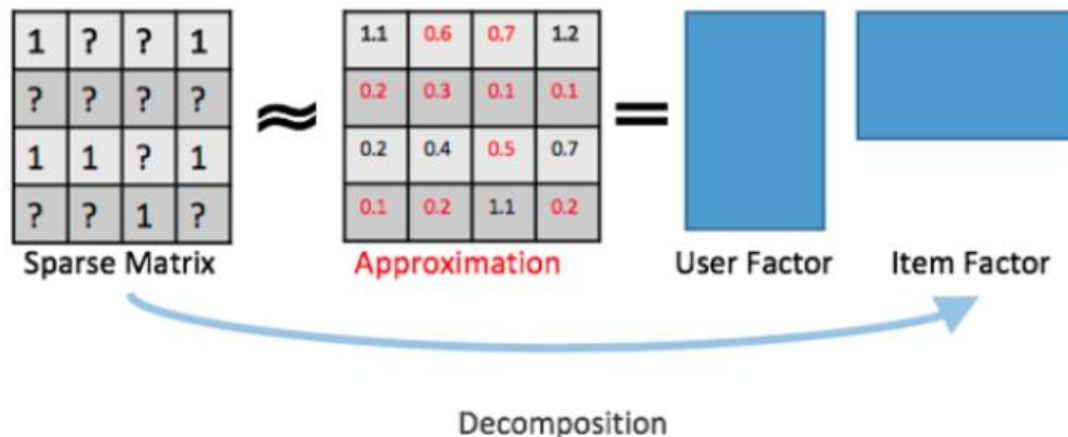 1 ? ? 1
? ? ? ?
1 1 ? 1
? ? 1 ?
≈
1.1 0.6 0.7 1.2
0.2 0.3 0.1 0.1
0.2 0.4 0.5 0.7
0.1 0.2 1.1 0.2
=
Sparse Matrix
Approximation
User Factor
Item Factor
Decomposition